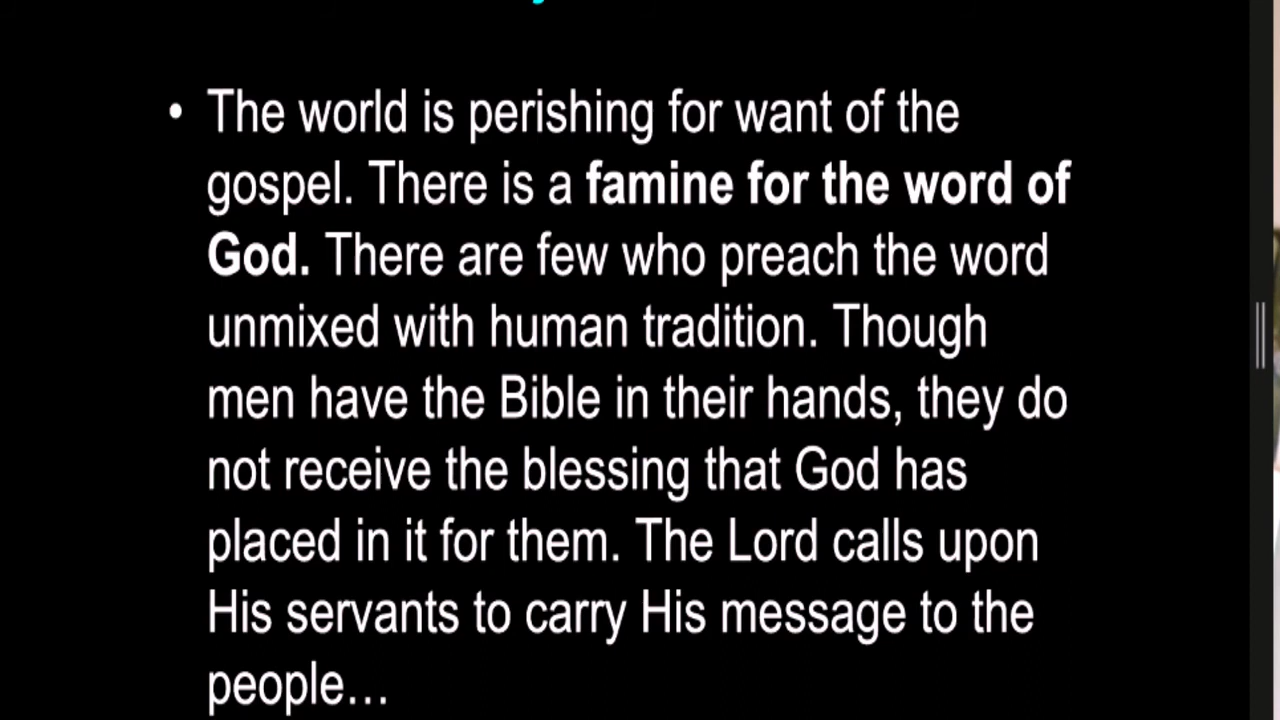 • The world is perishing for want of the
gospel. There is a famine for the word of
God. There are few who preach the word
unmixed with human tradition. Though
men have the Bible in their hands, they do
not receive the blessing that God has
placed in it for them. The Lord calls upon
His servants to carry His message to the
people…